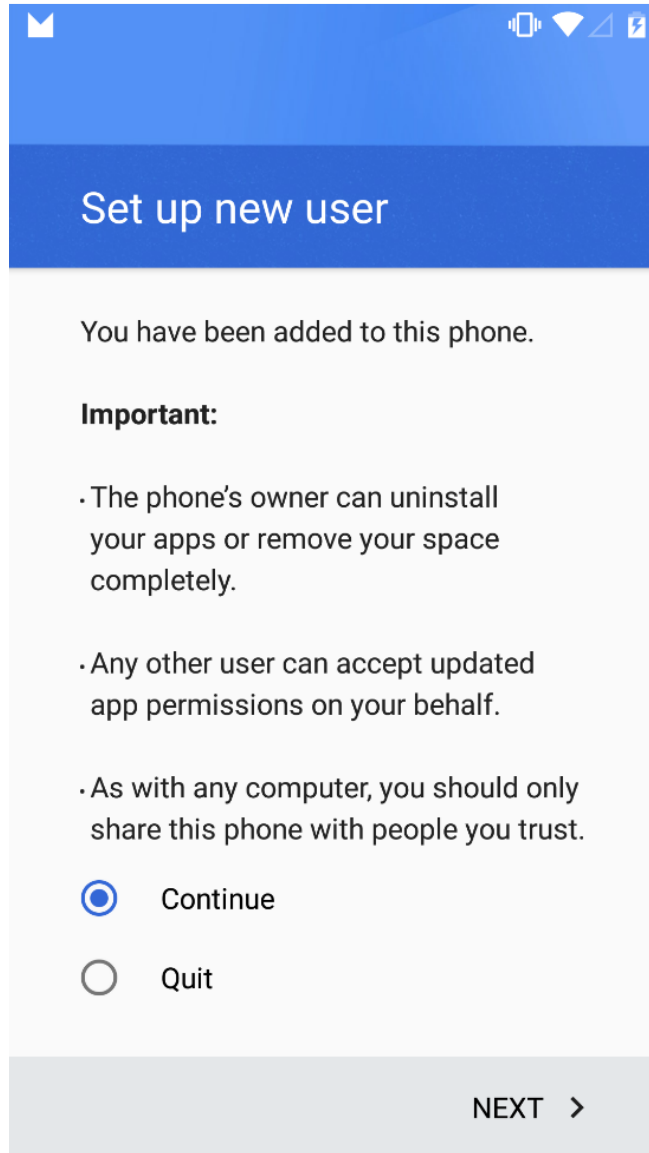 Set up new user
You have been added to this phone.
Important:
· The phone’s owner can uninstall
your apps or remove your space
completely.
· Any other user can accept updated
app permissions on your behalf.
· As with any computer, you should only
share this phone with people you trust.
Continue
Quit
NEXT >